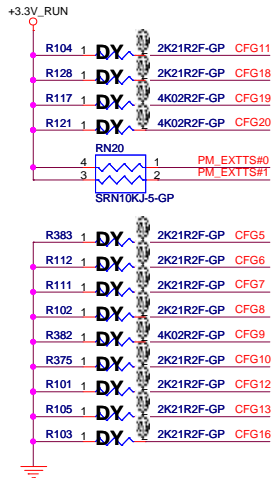 +3.3V_RUN
R104 1 DY 2K21R2F-GP CFG11
R128 1 DY 2K21R2F-GP CFG18
R117 1 DY 4K02R2F-GP CFG19
R121 1 DY 4K02R2F-GP CFG20
RN20
4 1 PM_EXTTS#0
3 2 PM_EXTTS#1
SRN10KJ-5-GP
R383 1 DY 2K21R2F-GP CFG5
R112 1 DY 2K21R2F-GP CFG6
R111 1 DY 2K21R2F-GP CFG7
R102 1 DY 2K21R2F-GP CFG8
R382 1 DY 4K02R2F-GP CFG9
R375 1 DY 2K21R2F-GP CFG10
R101 1 DY 2K21R2F-GP CFG12
R105 1 DY 2K21R2F-GP CFG13
R103 1 DY 2K21R2F-GP CFG16